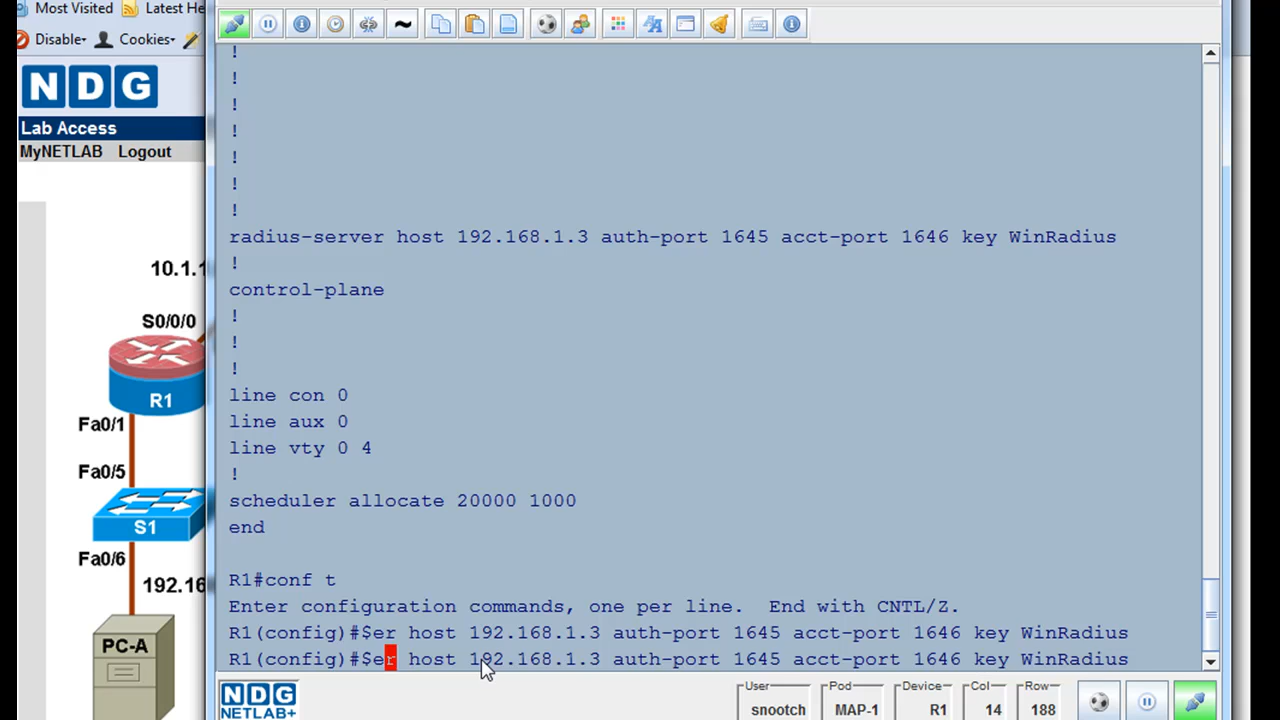 Most Visited Latest He
Disable Cookies
NDG
Lab Access
MyNETLAB Logout
10.1.1
S0/0/0
R1
Fa0/1
Fa0/5
S1
Fa0/6
192.16
PC-A
!
!
!
!
!
!
!
radius-server host 192.168.1.3 auth-port 1645 acct-port 1646 key WinRadius
!
control-plane
!
!
!
line con 0
line aux 0
line vty 0 4
!
scheduler allocate 20000 1000
end
R1#conf t
Enter configuration commands, one per line. End with CNTL/Z.
R1(config)#$er host 192.168.1.3 auth-port 1645 acct-port 1646 key WinRadius
R1(config)#$er host 192.168.1.3 auth-port 1645 acct-port 1646 key WinRadius
NDG
NETLAB+
User
snootch
Pod
MAP-1
Device
R1
Col
14
Row
188